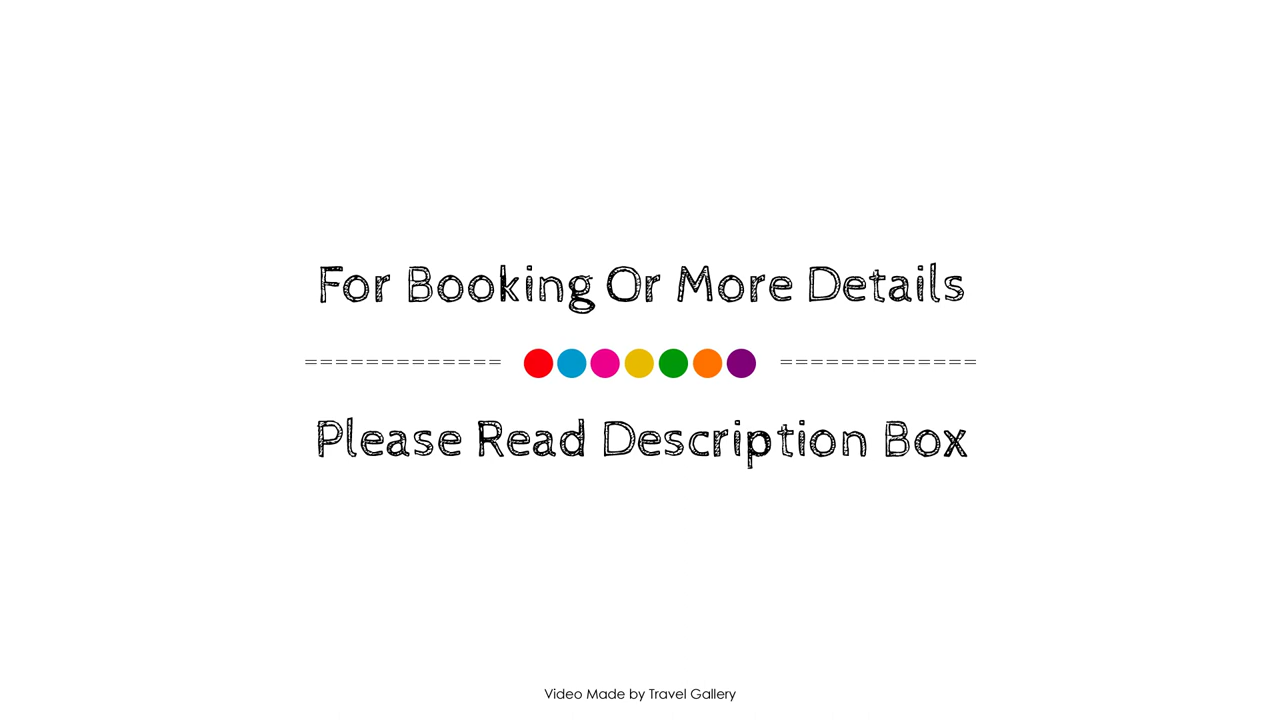 For Booking Or More Details
============= =============
Please Read Description Box
Video Made by Travel Gallery